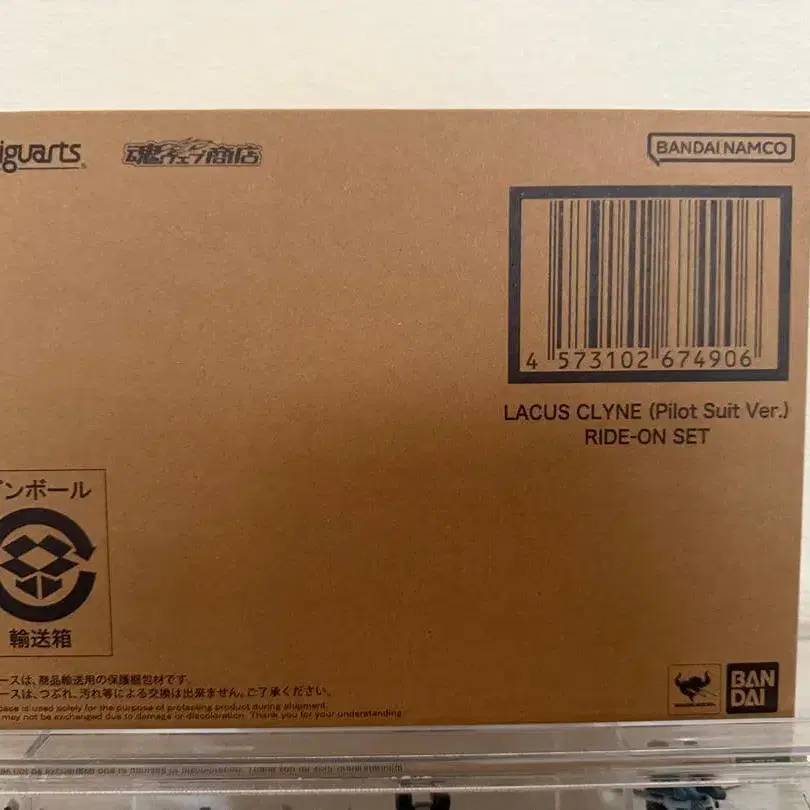 iguarts
魂ウェブ商店
BANDAI NAMCO
4 573102 674906
LACUS CLYNE (Pilot Suit Ver.)
RIDE-ON SET
ンボール
輸送箱
ースは、商品輸送用の保護梱包材です。
ースは、つぶれ、汚れ等による交換は出来ません。ご了承ください。
case is used solely for the purpose of protecting product during shipment.
may not be exchanged due to damage or discoloration. Thank you for your understanding
BAN
DAI